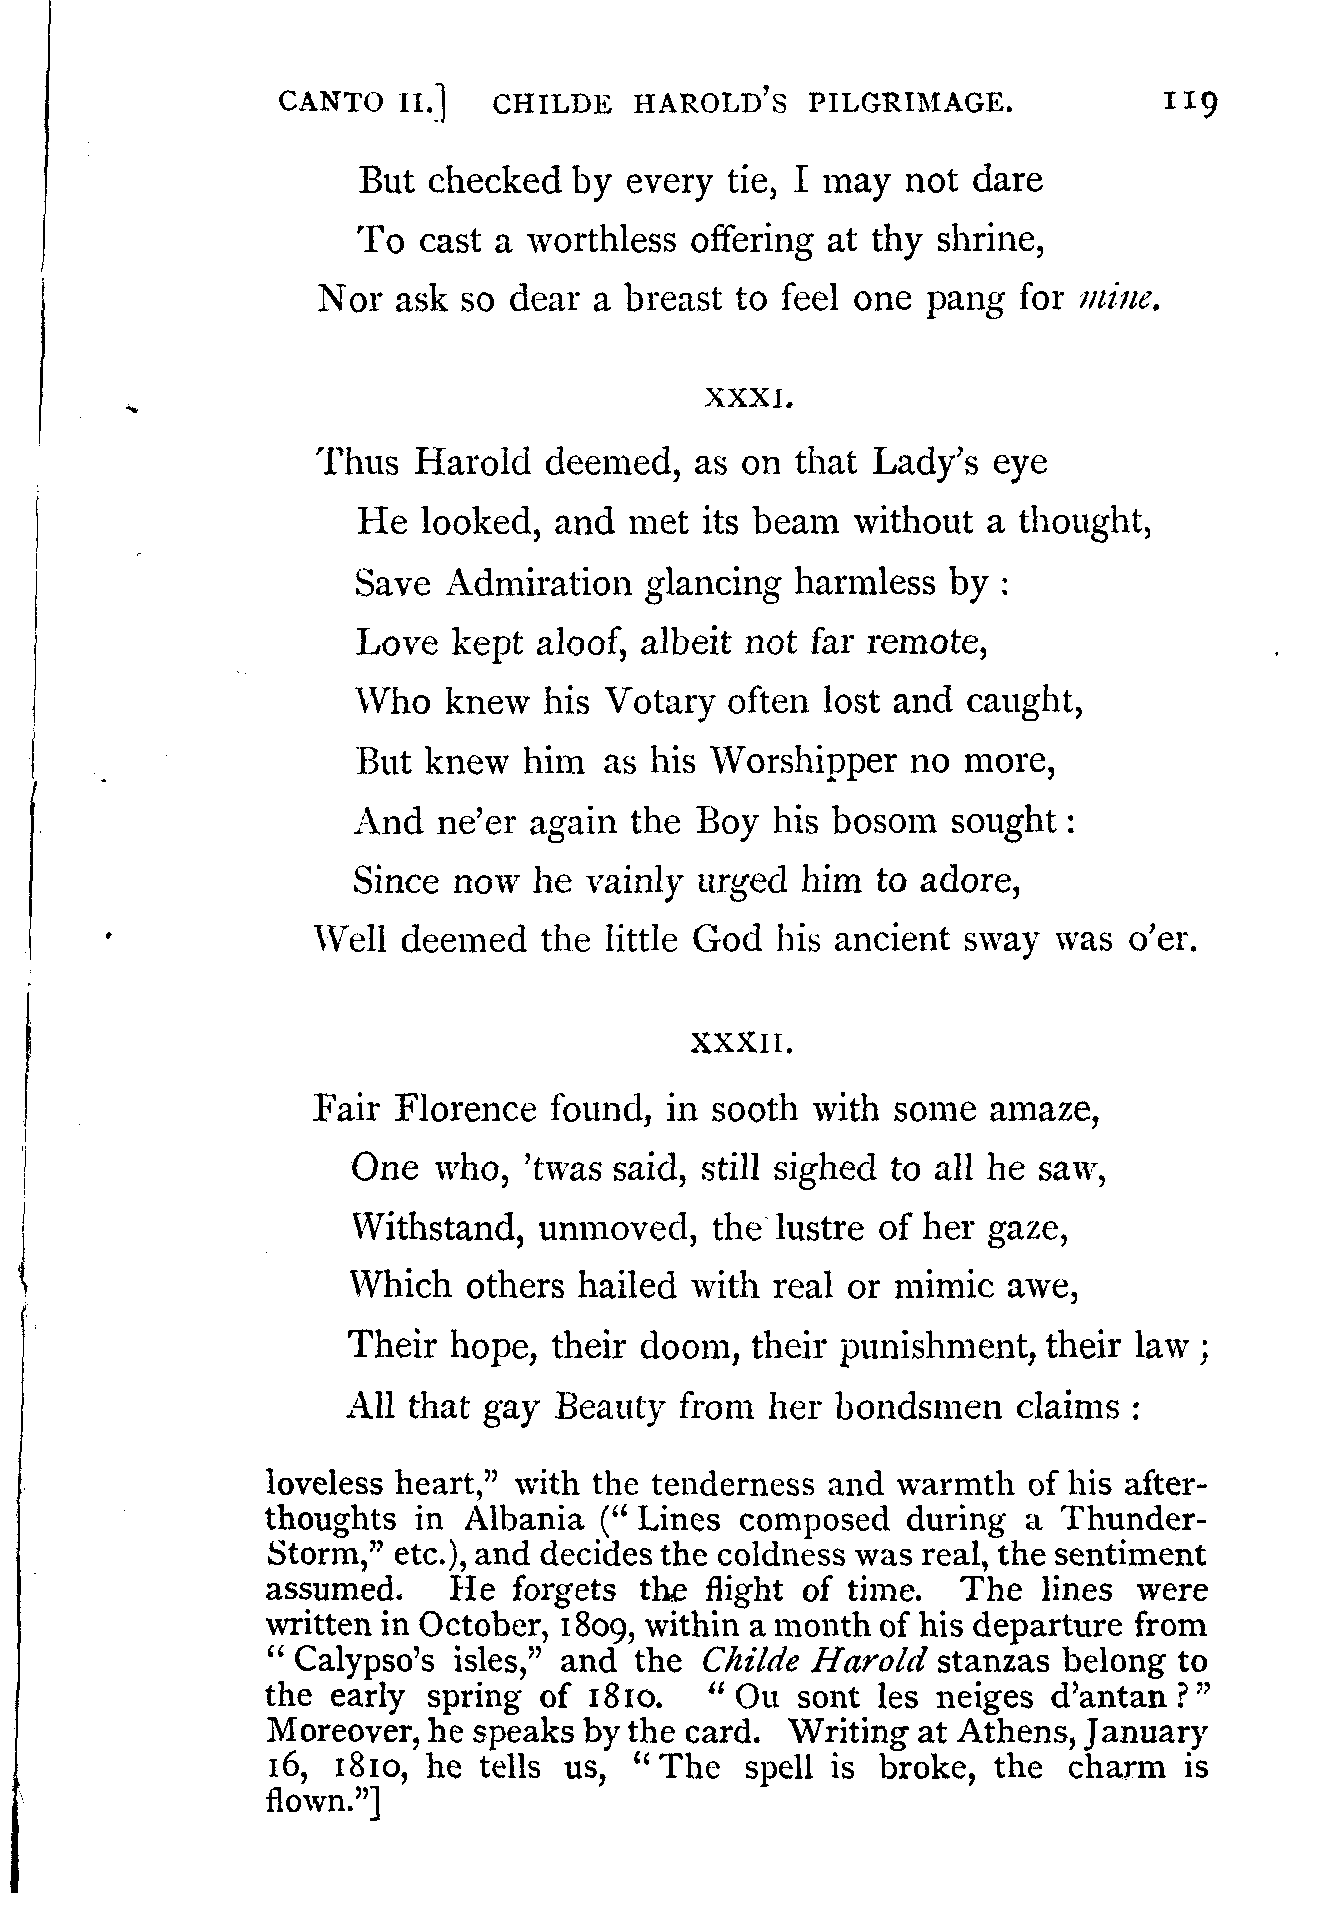 CANTO II.] CHILDE HAROLD'S PILGRIMAGE. 119
But checked by every tie, I may not dare
To cast a worthless offering at thy shrine,
Nor ask so dear a breast to feel one pang for mine.
XXXI.
Thus Harold deemed, as on that Lady's eye
He looked, and met its beam without a thought,
Save Admiration glancing harmless by :
Love kept aloof, albeit not far remote,
Who knew his Votary often lost and caught,
But knew him as his Worshipper no more,
And ne'er again the Boy his bosom sought :
Since now he vainly urged him to adore,
Well deemed the little God his ancient sway was o'er.
XXXII.
Fair Florence found, in sooth with some amaze,
One who, 'twas said, still sighed to all he saw,
Withstand, unmoved, the lustre of her gaze,
Which others hailed with real or mimic awe,
Their hope, their doom, their punishment, their law ;
All that gay Beauty from her bondsmen claims :
loveless heart,” with the tenderness and warmth of his after-
thoughts in Albania (“ Lines composed during a Thunder-
Storm,” etc.), and decides the coldness was real, the sentiment
assumed. He forgets the flight of time. The lines were
written in October, 1809, within a month of his departure from
“ Calypso's isles,” and the Childe Harold stanzas belong to
the early spring of 1810. “ Ou sont les neiges d'antan ? ”
Moreover, he speaks by the card. Writing at Athens, January
16, 1810, he tells us, “ The spell is broke, the charm is
flown.”]